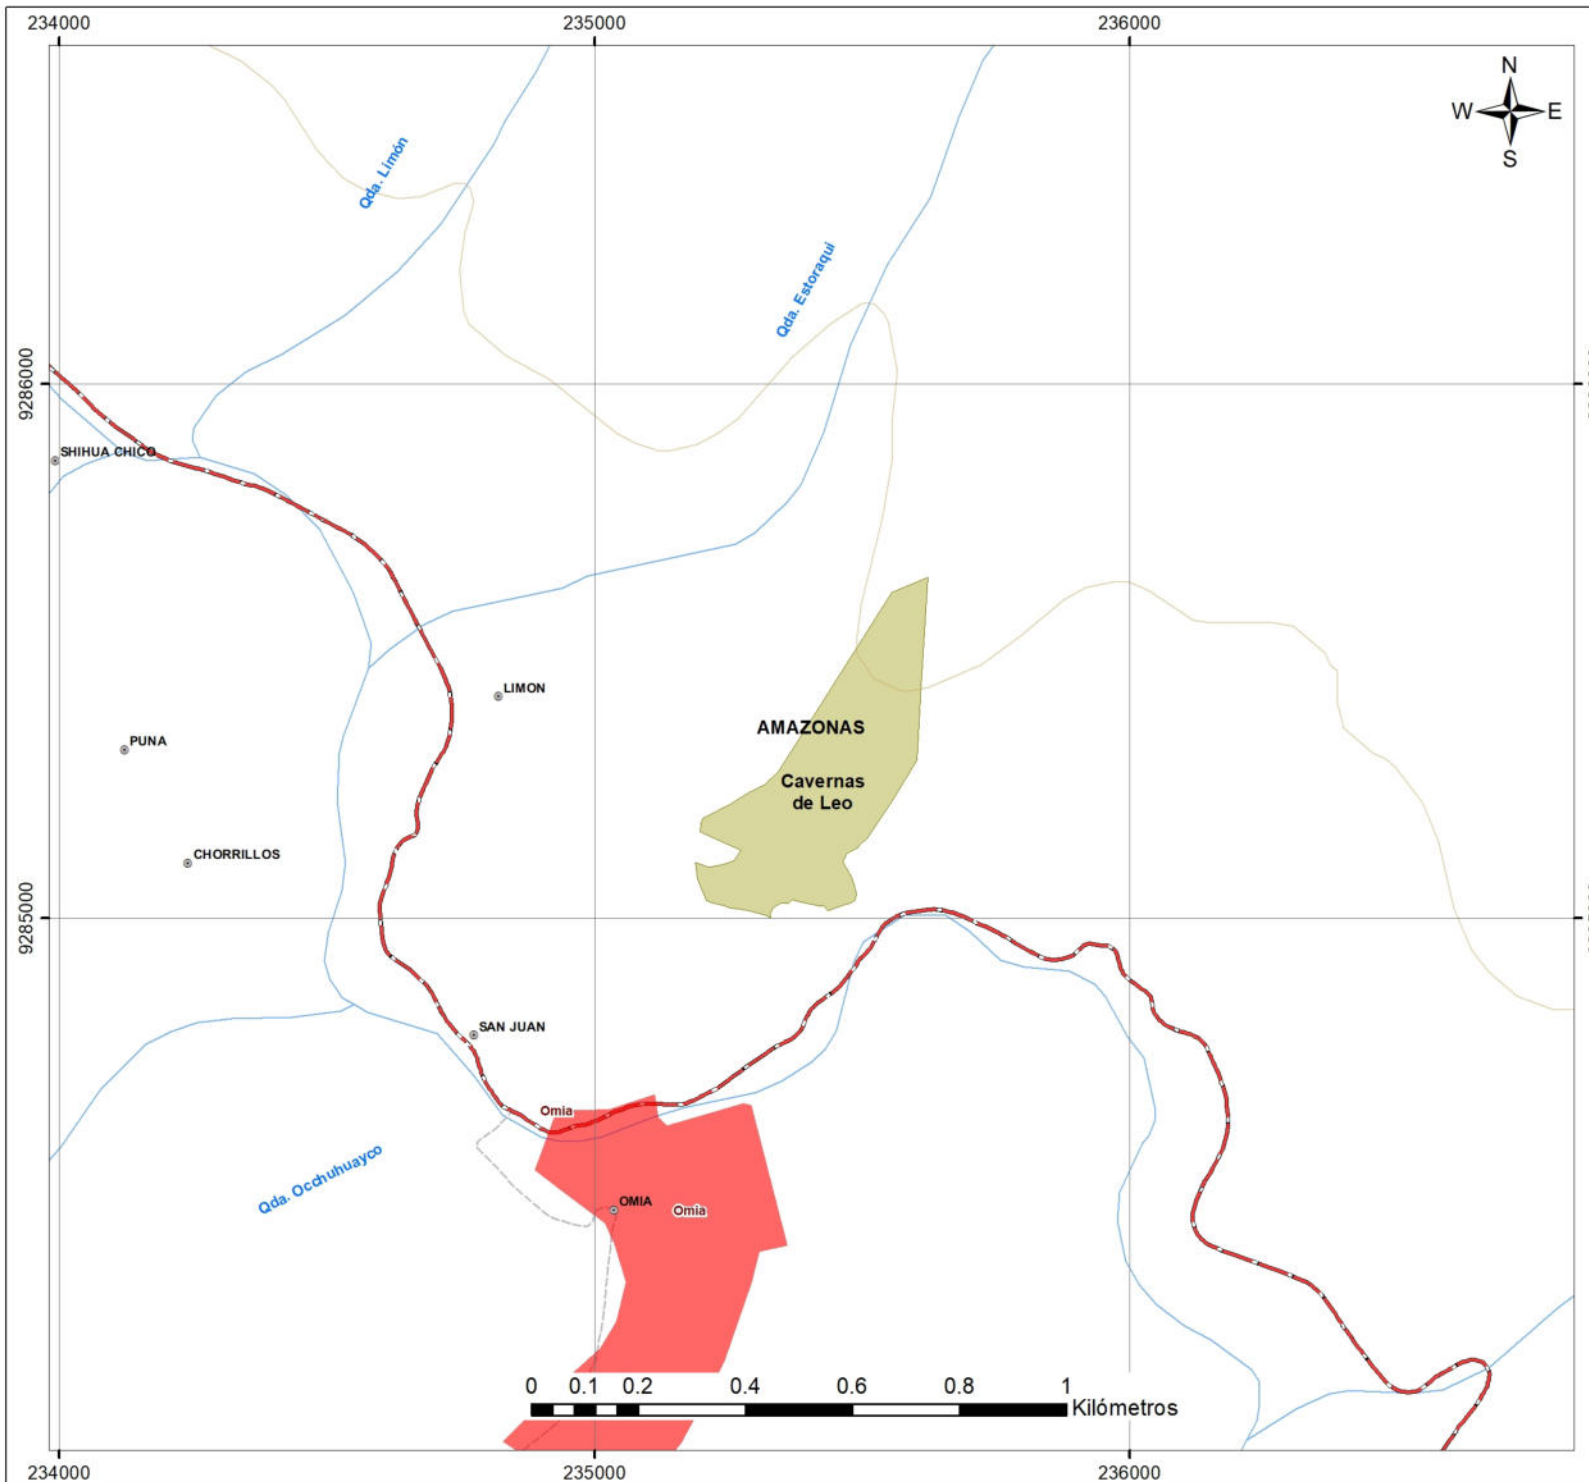 234000
235000
236000
N
W
E
S
Qda. Limón
Qda. Estoraqui
9286000
SHIHUA CHICO
LIMON
AMAZONAS
PUNA
Cavernas
de Leo
CHORRILLOS
9285000
SAN JUAN
Omia
Qda. Occhuhuayco
OMIA
Omia
0
0.1
0.2
0.4
0.6
0.8
1
Kilómetros
234000
235000
236000